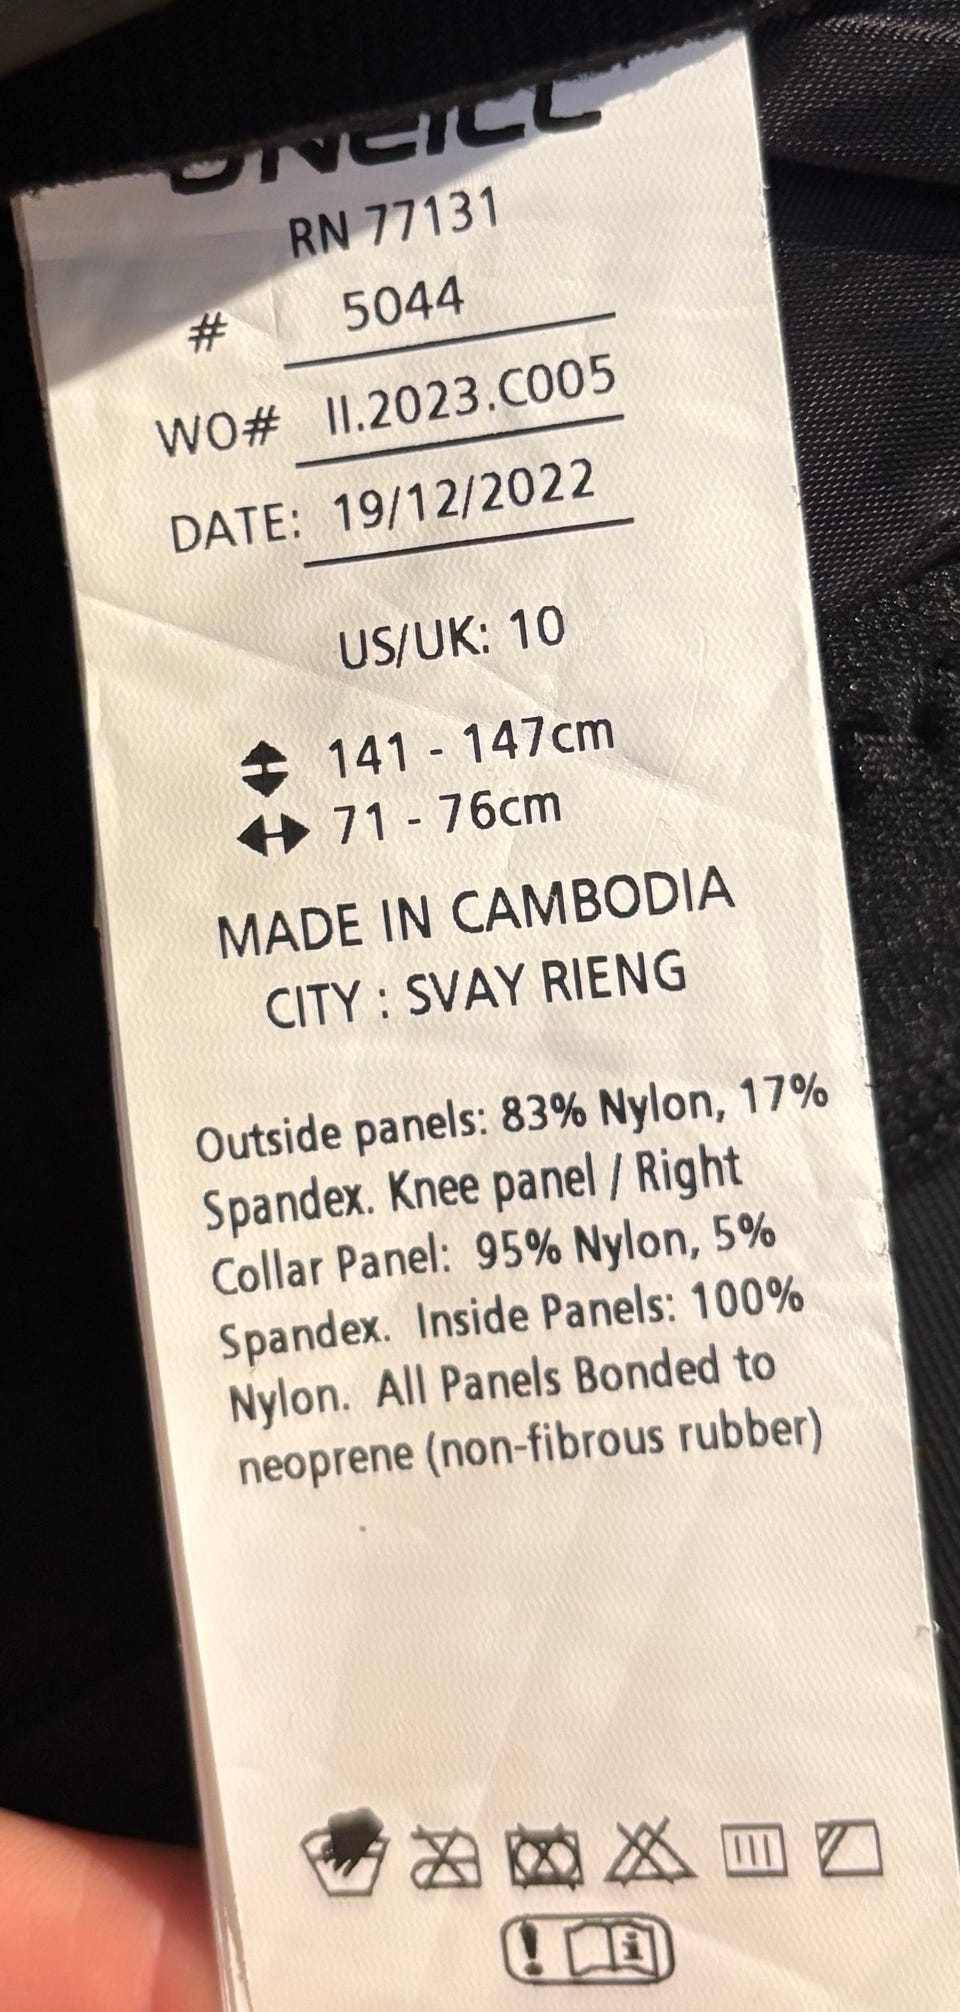 O'NEILL
RN 77131
# 5044
WO# II.2023.C005
DATE: 19/12/2022
US/UK: 10
141 - 147cm
71 - 76cm
MADE IN CAMBODIA
CITY : SVAY RIENG
Outside panels: 83% Nylon, 17%
Spandex. Knee panel / Right
Collar Panel: 95% Nylon, 5%
Spandex. Inside Panels: 100%
Nylon. All Panels Bonded to
neoprene (non-fibrous rubber)
! i